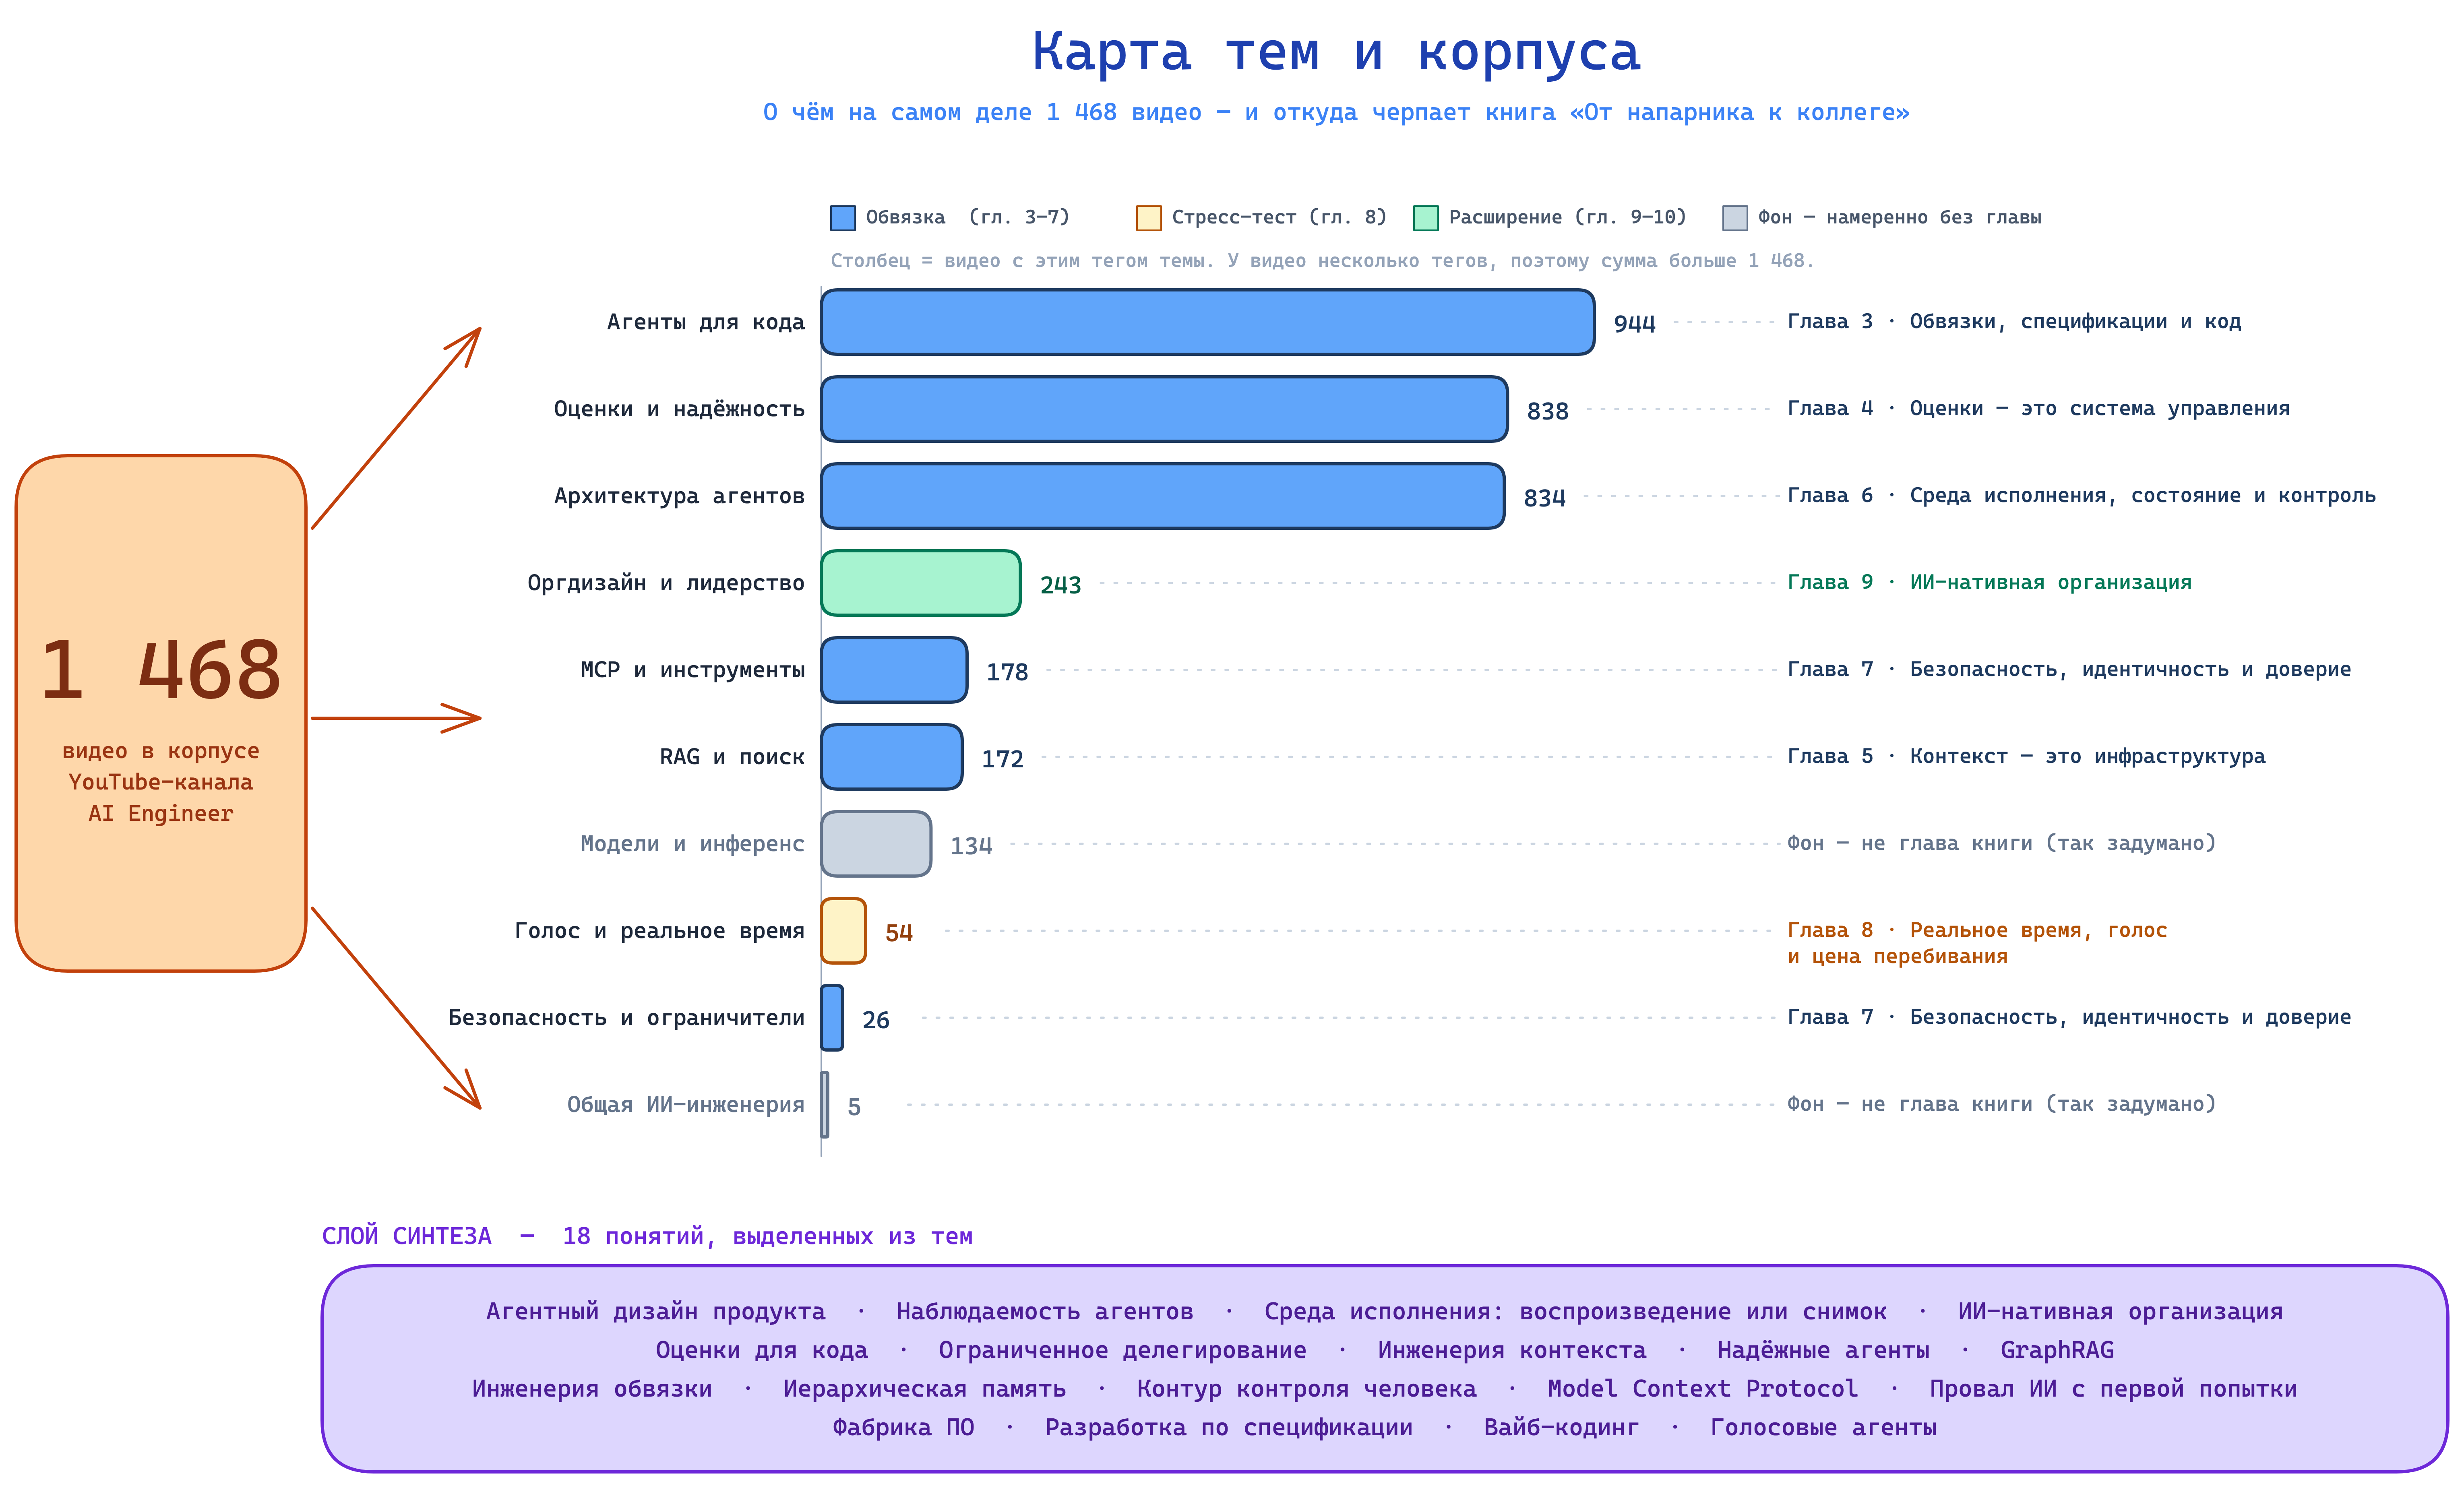 Карта тем и корпуса
О чём на самом деле 1 468 видео — и откуда черпает книга «От напарника к коллеге»
Обвязка (гл. 3–7)
Стресс-тест (гл. 8)
Расширение (гл. 9–10)
Фон — намеренно без главы
Столбец = видео с этим тегом темы. У видео несколько тегов, поэтому сумма больше 1 468.
1 468
видео в корпусе
YouTube-канала
AI Engineer
Агенты для кода 944 Глава 3 · Обвязки, спецификации и код
Оценки и надёжность 838 Глава 4 · Оценки — это система управления
Архитектура агентов 834 Глава 6 · Среда исполнения, состояние и контроль
Оргдизайн и лидерство 243 Глава 9 · ИИ-нативная организация
MCP и инструменты 178 Глава 7 · Безопасность, идентичность и доверие
RAG и поиск 172 Глава 5 · Контекст — это инфраструктура
Модели и инференс 134 Фон — не глава книги (так задумано)
Голос и реальное время 54 Глава 8 · Реальное время, голос
и цена перебивания
Безопасность и ограничители 26 Глава 7 · Безопасность, идентичность и доверие
Общая ИИ-инженерия 5 Фон — не глава книги (так задумано)
СЛОЙ СИНТЕЗА — 18 понятий, выделенных из тем
Агентный дизайн продукта · Наблюдаемость агентов · Среда исполнения: воспроизведение или снимок · ИИ-нативная организация
Оценки для кода · Ограниченное делегирование · Инженерия контекста · Надёжные агенты · GraphRAG
Инженерия обвязки · Иерархическая память · Контур контроля человека · Model Context Protocol · Провал ИИ с первой попытки
Фабрика ПО · Разработка по спецификации · Вайб-кодинг · Голосовые агенты